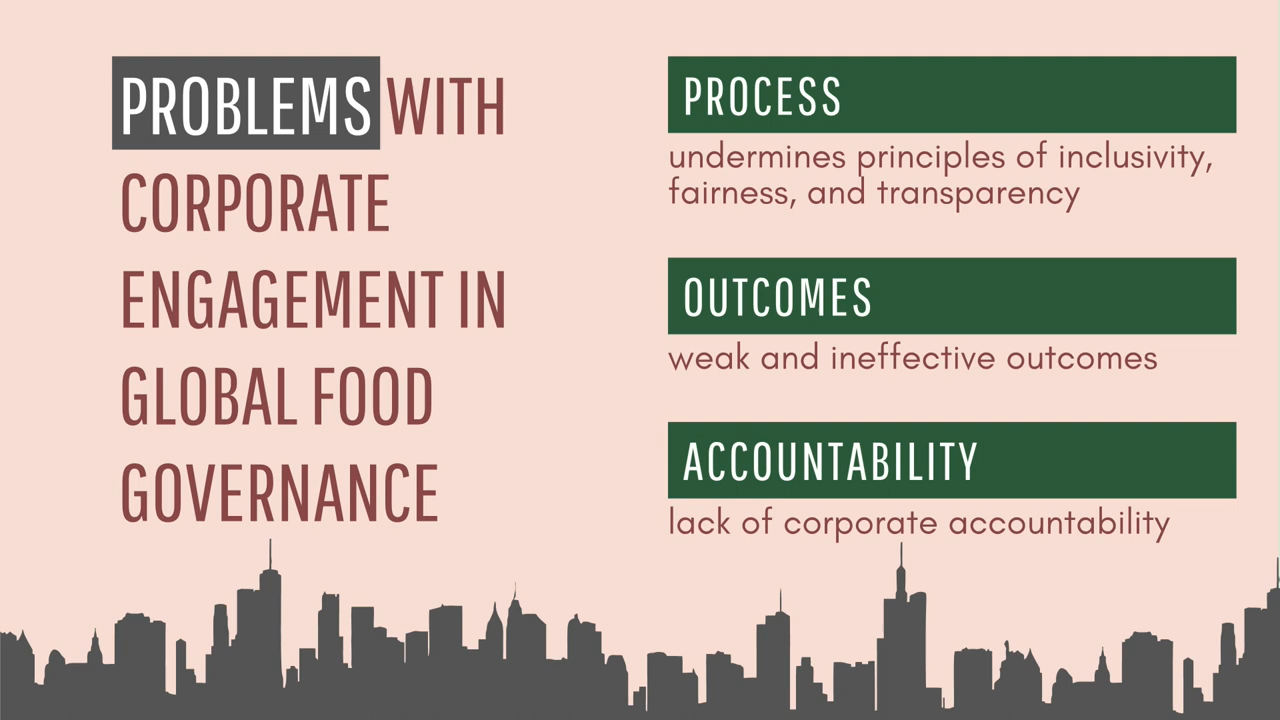 PROBLEMS WITH
CORPORATE
ENGAGEMENT IN
GLOBAL FOOD
GOVERNANCE
PROCESS
undermines principles of inclusivity,
fairness, and transparency
OUTCOMES
weak and ineffective outcomes
ACCOUNTABILITY
lack of corporate accountability